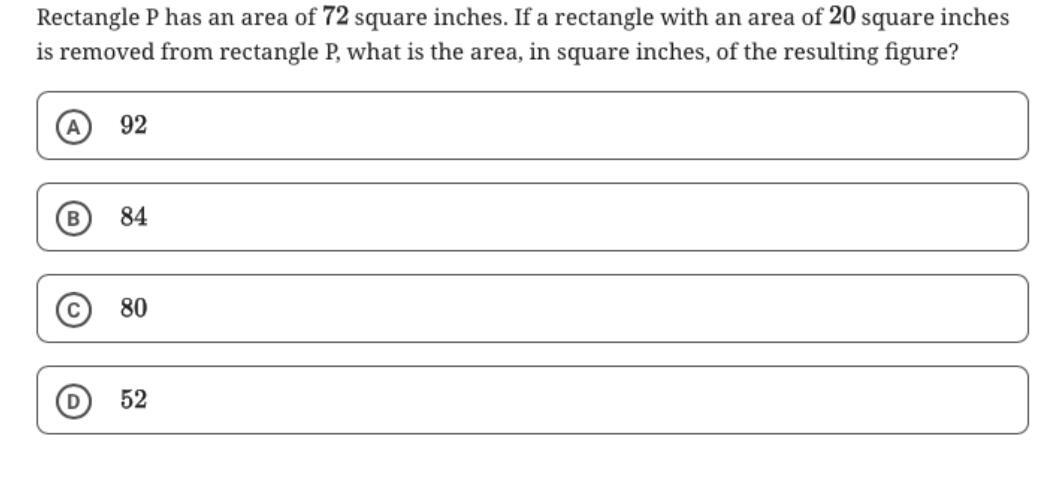 Rectangle P has an area of 72 square inches. If a rectangle with an area of 20 square inches
is removed from rectangle P, what is the area, in square inches, of the resulting figure?
A 92
B 84
C 80
D 52